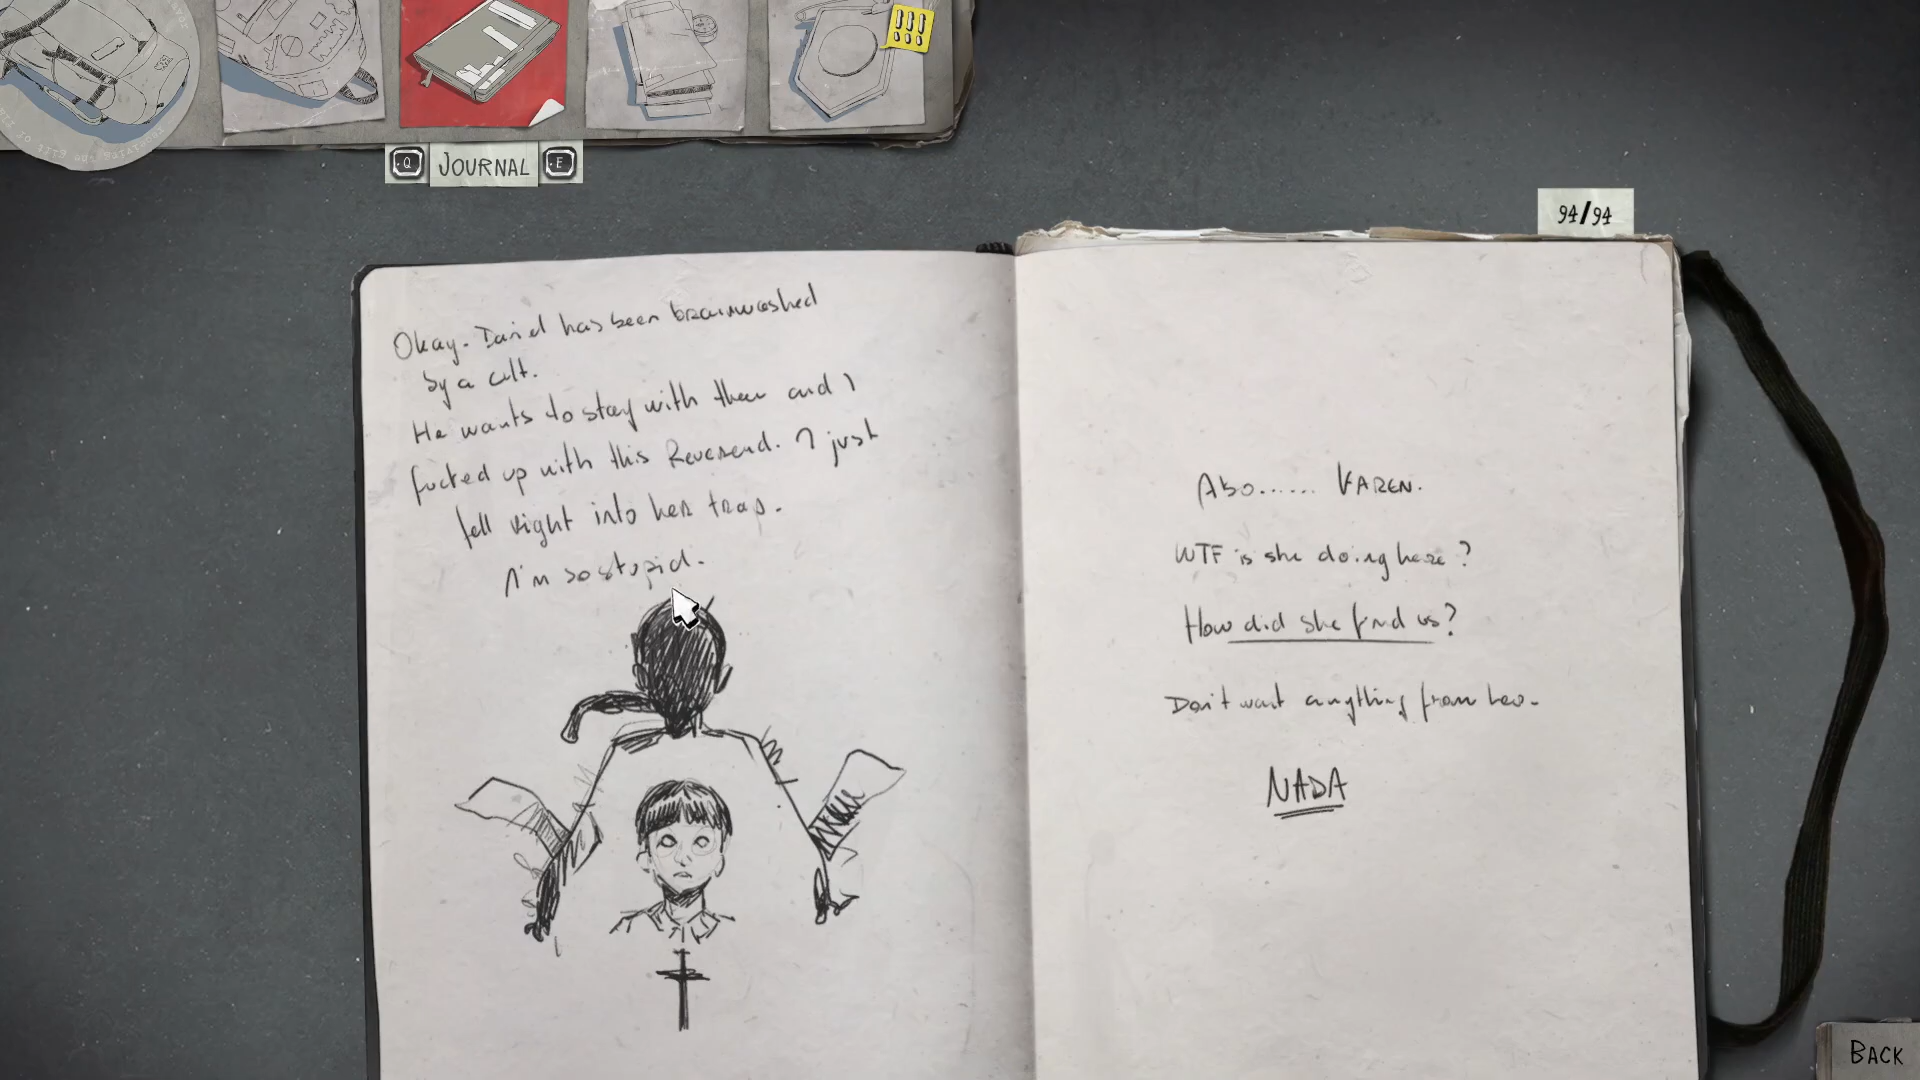 Q JOURNAL E
94/94
Okay. Daniel has been brainwashed
by a cult.
He wants to stay with them and I
fucked up with this Reverend. I just
fell right into her trap.
I'm so stupid.
Also...... KAREN.
WTF is she doing here?
How did she find us?
Don't want anything from her.
NADA
BACK